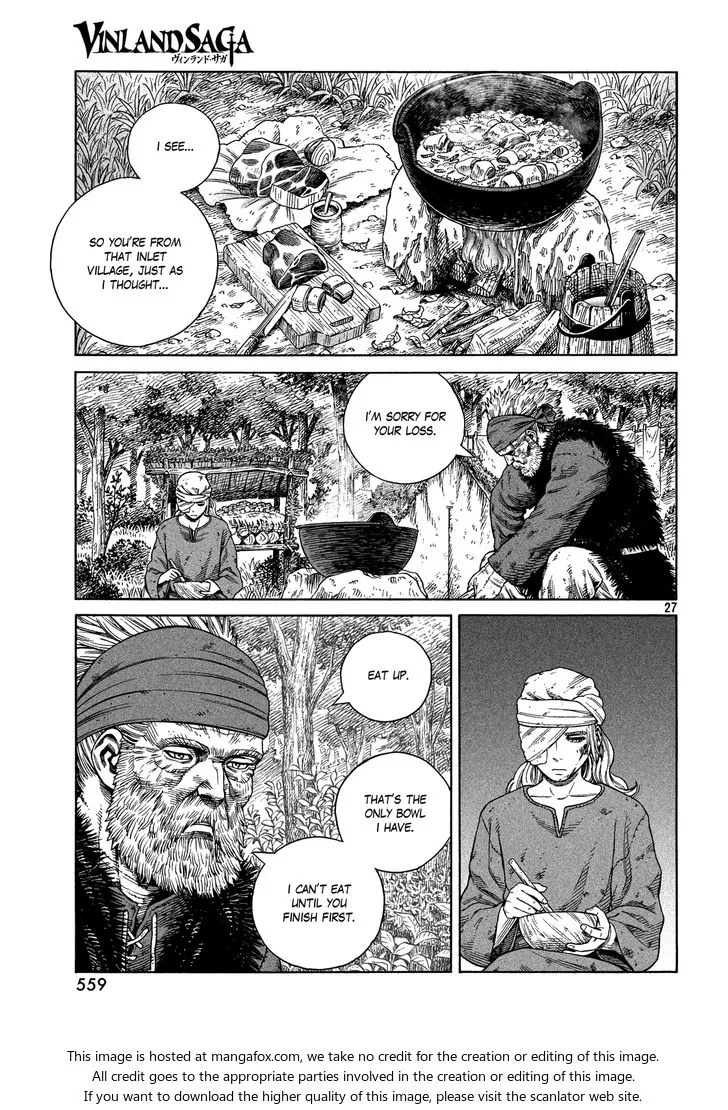 VINLAND SAGA
ヴィンランド・サガ
I SEE...
SO YOU'RE FROM
THAT INLET
VILLAGE, JUST AS
I THOUGHT...
I'M SORRY FOR
YOUR LOSS.
27
EAT UP.
THAT'S THE
ONLY BOWL
I HAVE.
I CAN'T EAT
UNTIL YOU
FINISH FIRST.
559
This image is hosted at mangafox.com, we take no credit for the creation or editing of this image.
All credit goes to the appropriate parties involved in the creation or editing of this image.
If you want to download the higher quality of this image, please visit the scanlator web site.